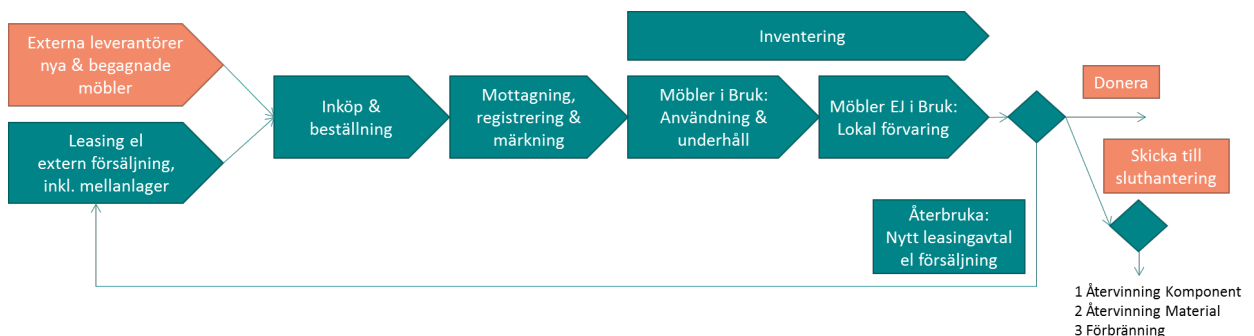 Externa leverantörer
nya & begagnade
möbler
Leasing el
extern försäljning,
inkl. mellanlager
Inköp &
beställning
Mottagning,
registrering &
märkning
Inventering
Möbler i Bruk:
Användning &
underhåll
Möbler EJ i Bruk:
Lokal förvaring
Donera
Skicka till
sluthantering
Återbruka:
Nytt leasingavtal
el försäljning
1 Återvinning Komponent
2 Återvinning Material
3 Förbränning